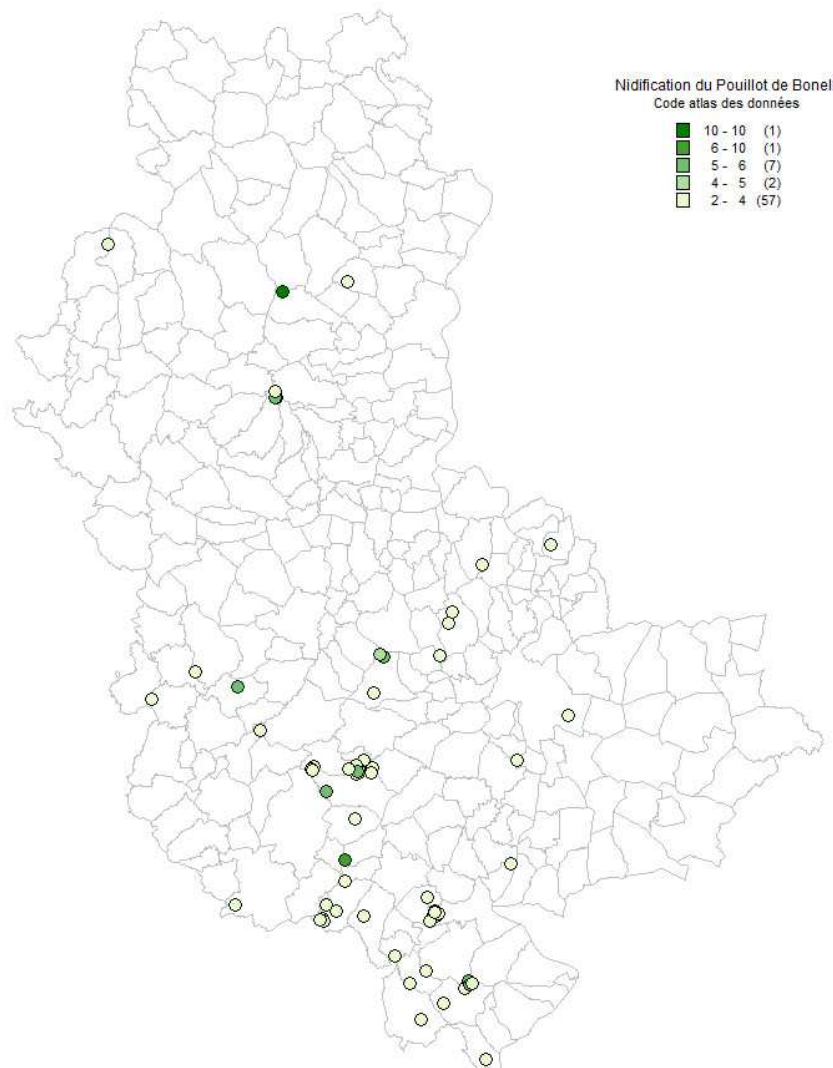 Nidification du Pouillot de Bonel
Code atlas des données
10 - 10 (1)
6 - 10 (1)
5 - 6 (7)
4 - 5 (2)
2 - 4 (57)